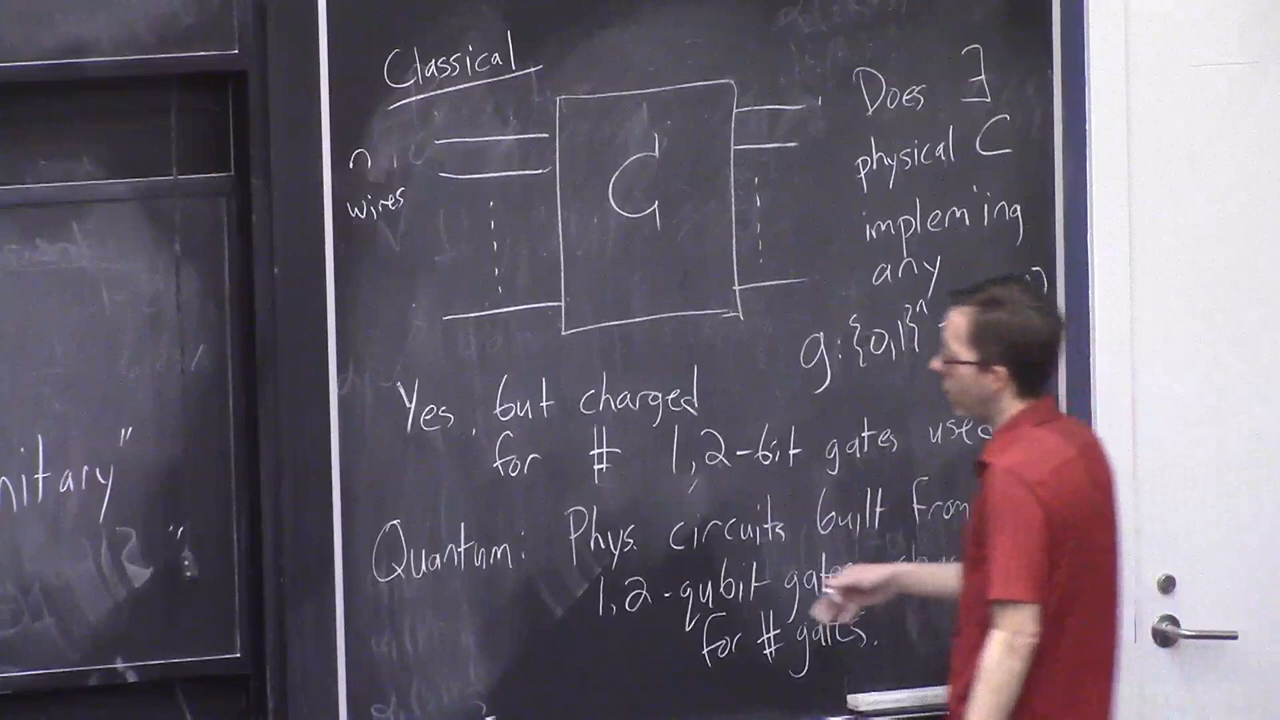 Classical
n
wires
C
Does ∃
physical C
implem'ing
any
g:{0,1}ⁿ
Yes, but charged
for # 1,2-bit gates used
Quantum: Phys. circuits built from
1,2-qubit
for # gates.
nitary"